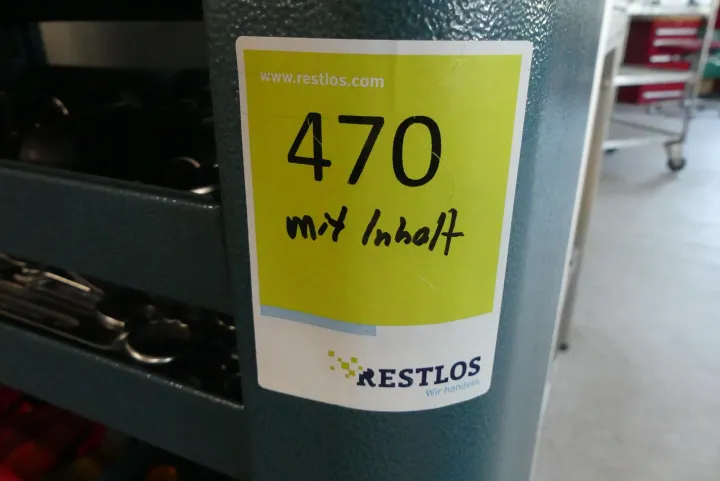 www.restlos.com
470
mit Inhalt
RESTLOS
Wir handeln.